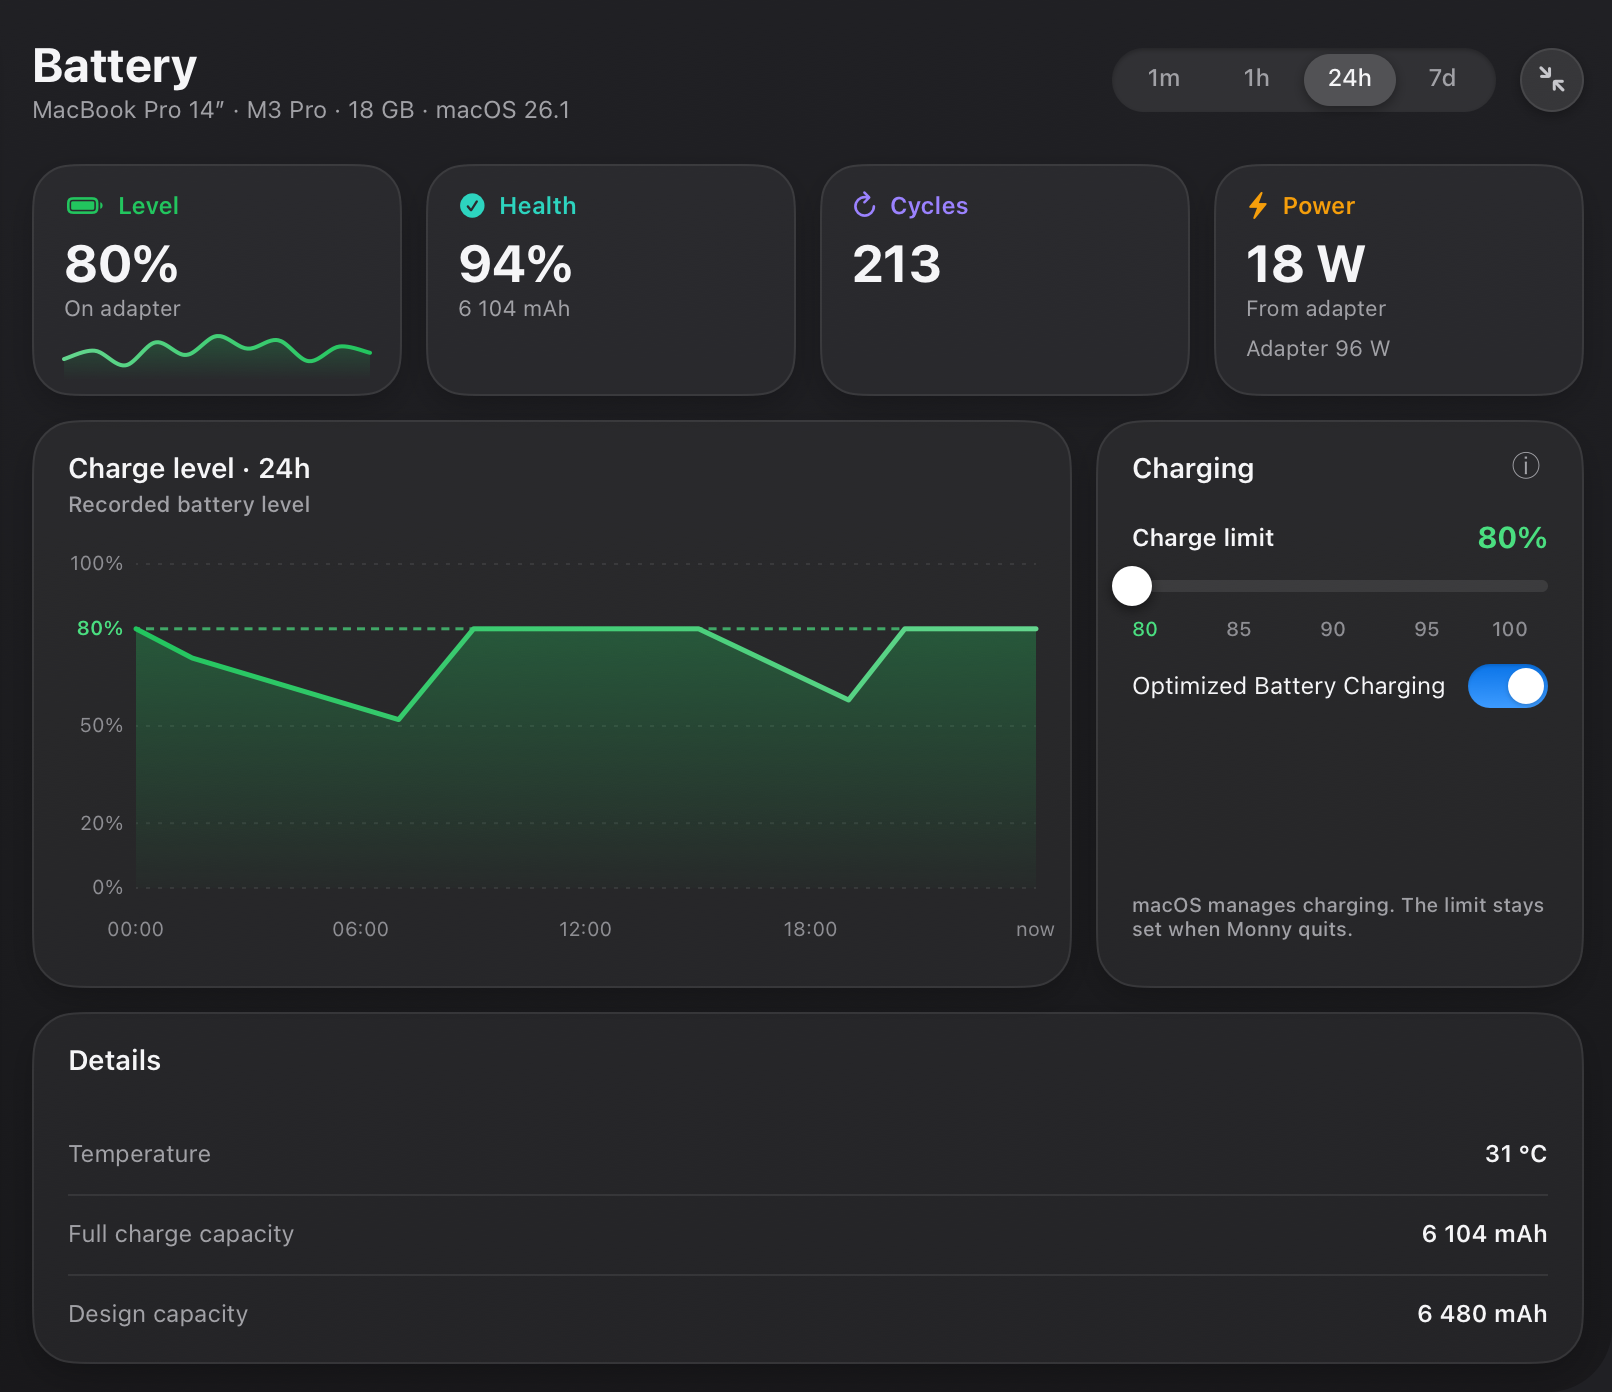 Battery
MacBook Pro 14″ · M3 Pro · 18 GB · macOS 26.1
1m 1h 24h 7d
Level
80%
On adapter
Health
94%
6 104 mAh
Cycles
213
Power
18 W
From adapter
Adapter 96 W
Charge level · 24h
Recorded battery level
100%
80%
50%
20%
0%
00:00 06:00 12:00 18:00 now
Charging
Charge limit 80%
80 85 90 95 100
Optimized Battery Charging
macOS manages charging. The limit stays
set when Monny quits.
Details
Temperature 31 °C
Full charge capacity 6 104 mAh
Design capacity 6 480 mAh